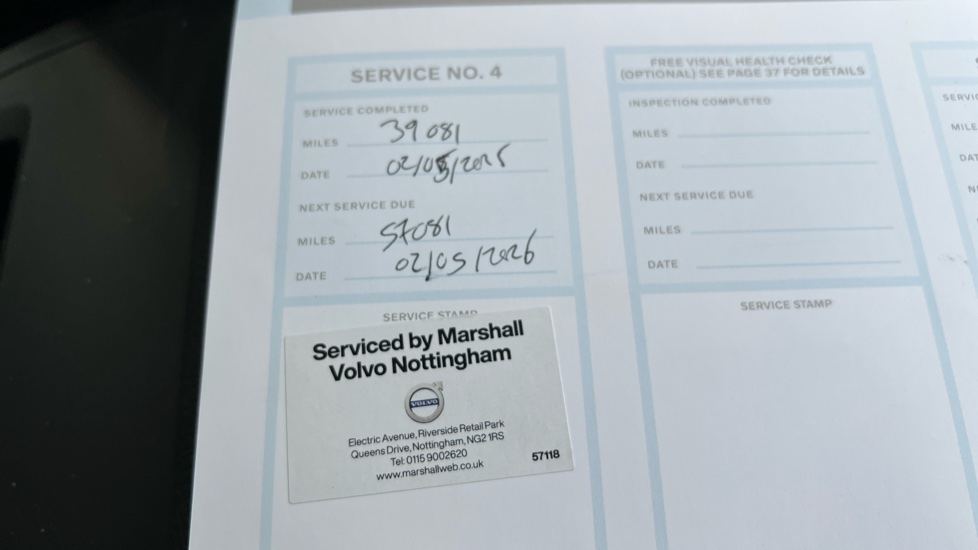 SERVICE NO. 4
SERVICE COMPLETED
MILES 39081
DATE 02/05/2025
NEXT SERVICE DUE
MILES 57081
DATE 02/05/2026
SERVICE STAMP
Serviced by Marshall
Volvo Nottingham
VOLVO
Electric Avenue, Riverside Retail Park
Queens Drive, Nottingham, NG2 1RS
Tel: 0115 9002620
www.marshallweb.co.uk
57118
FREE VISUAL HEALTH CHECK
(OPTIONAL) SEE PAGE 37 FOR DETAILS
INSPECTION COMPLETED
MILES
DATE
NEXT SERVICE DUE
MILES
DATE
SERVICE STAMP